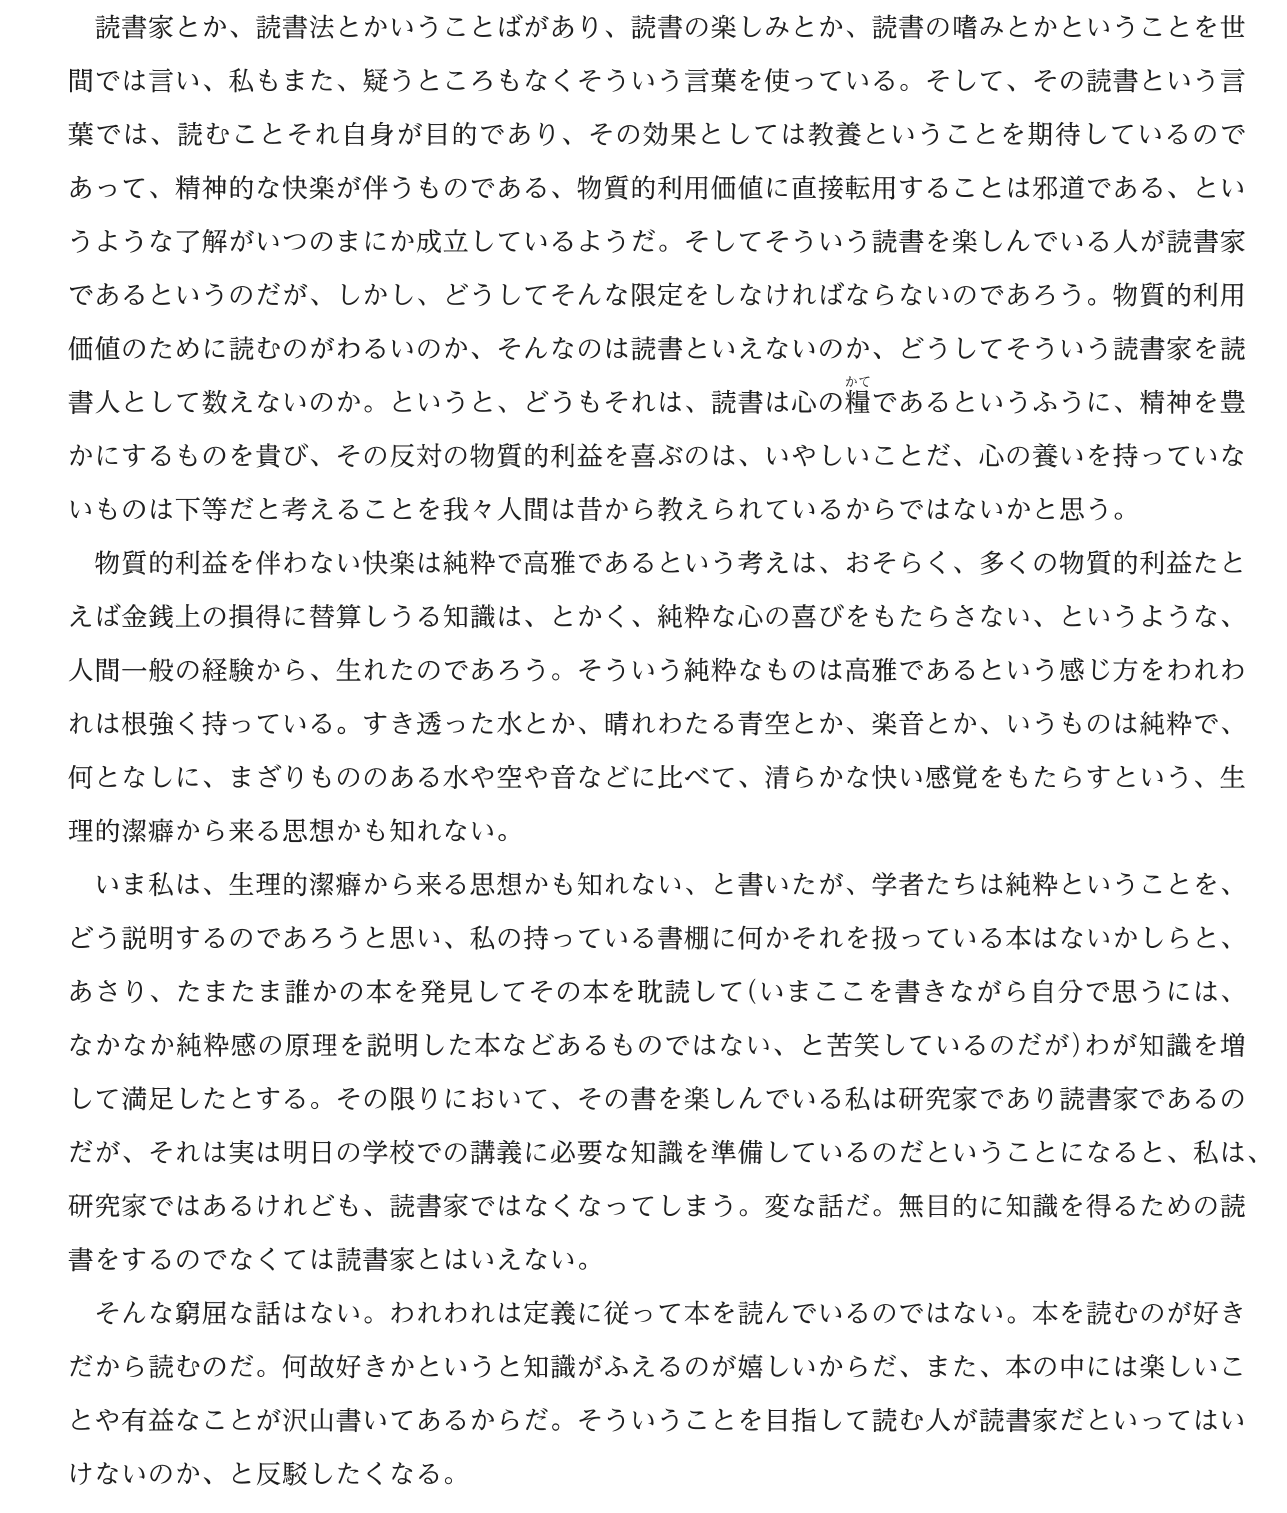 読書家とか、読書法とかいうことばがあり、読書の楽しみとか、読書の嗜みとかということを世
間では言い、私もまた、疑うところもなくそういう言葉を使っている。そして、その読書という言
葉では、読むことそれ自身が目的であり、その効果としては教養ということを期待しているので
あって、精神的な快楽が伴うものである、物質的利用価値に直接転用することは邪道である、とい
うような了解がいつのまにか成立しているようだ。そしてそういう読書を楽しんでいる人が読書家
であるというのだが、しかし、どうしてそんな限定をしなければならないのであろう。物質的利用
価値のために読むのがわるいのか、そんなのは読書といえないのか、どうしてそういう読書家を読
かて
書人として数えないのか。というと、どうもそれは、読書は心の糧であるというふうに、精神を豊
かにするものを貴び、その反対の物質的利益を喜ぶのは、いやしいことだ、心の養いを持っていな
いものは下等だと考えることを我々人間は昔から教えられているからではないかと思う。
物質的利益を伴わない快楽は純粋で高雅であるという考えは、おそらく、多くの物質的利益たと
えば金銭上の損得に替算しうる知識は、とかく、純粋な心の喜びをもたらさない、というような、
人間一般の経験から、生れたのであろう。そういう純粋なものは高雅であるという感じ方をわれわ
れは根強く持っている。すき透った水とか、晴れわたる青空とか、楽音とか、いうものは純粋で、
何となしに、まざりもののある水や空や音などに比べて、清らかな快い感覚をもたらすという、生
理的潔癖から来る思想かも知れない。
いま私は、生理的潔癖から来る思想かも知れない、と書いたが、学者たちは純粋ということを、
どう説明するのであろうと思い、私の持っている書棚に何かそれを扱っている本はないかしらと、
あさり、たまたま誰かの本を発見してその本を耽読して(いまここを書きながら自分で思うには、
なかなか純粋感の原理を説明した本などあるものではない、と苦笑しているのだが)わが知識を増
して満足したとする。その限りにおいて、その書を楽しんでいる私は研究家であり読書家であるの
だが、それは実は明日の学校での講義に必要な知識を準備しているのだということになると、私は、
研究家ではあるけれども、読書家ではなくなってしまう。変な話だ。無目的に知識を得るための読
書をするのでなくては読書家とはいえない。
そんな窮屈な話はない。われわれは定義に従って本を読んでいるのではない。本を読むのが好き
だから読むのだ。何故好きかというと知識がふえるのが嬉しいからだ、また、本の中には楽しいこ
とや有益なことが沢山書いてあるからだ。そういうことを目指して読む人が読書家だといってはい
けないのか、と反駁したくなる。